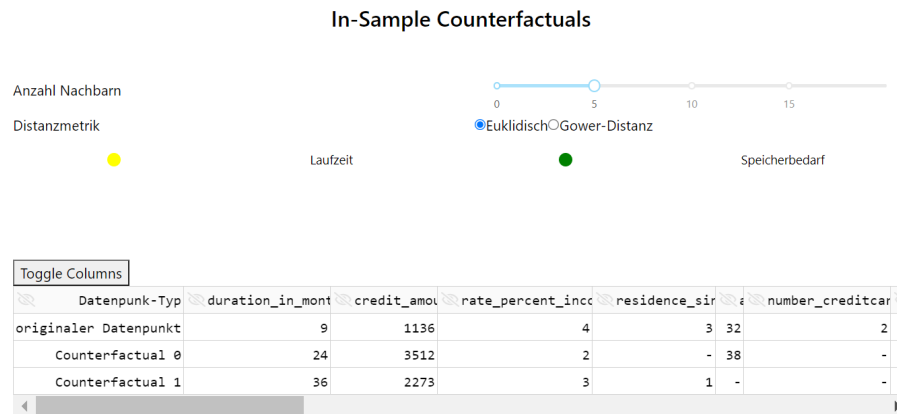 In-Sample Counterfactuals
Anzahl Nachbarn
0 5 10 15
Distanzmetrik Euklidisch Gower-Distanz
Laufzeit Speicherbedarf
Toggle Columns
Datenpunk-Typ duration_in_mont credit_amou rate_percent_inco residence_sin a number_creditcar
originaler Datenpunkt 9 1136 4 3 32 2
Counterfactual 0 24 3512 2 - 38 -
Counterfactual 1 36 2273 3 1 - -